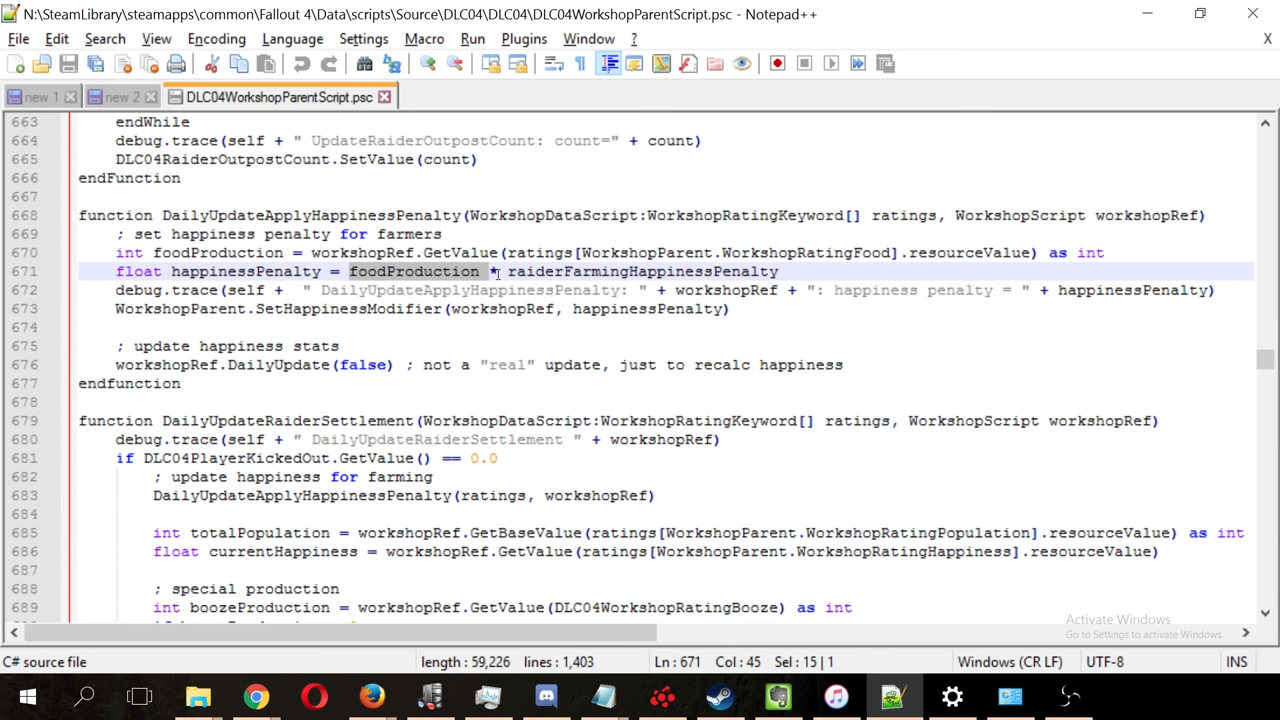 N:\SteamLibrary\steamapps\common\Fallout 4\Data\scripts\Source\DLC04\DLC04\DLC04WorkshopParentScript.psc - Notepad++
File Edit Search View Encoding Language Settings Macro Run Plugins Window ? X
new 1 new 2 DLC04WorkshopParentScript.psc
663 endWhile
664 debug.trace(self + " UpdateRaiderOutpostCount: count=" + count)
665 DLC04RaiderOutpostCount.SetValue(count)
666 endFunction
667
668 function DailyUpdateApplyHappinessPenalty(WorkshopDataScript:WorkshopRatingKeyword[] ratings, WorkshopScript workshopRef)
669 ; set happiness penalty for farmers
670 int foodProduction = workshopRef.GetValue(ratings[WorkshopParent.WorkshopRatingFood].resourceValue) as int
671 float happinessPenalty = foodProduction * raiderFarmingHappinessPenalty
672 debug.trace(self + " DailyUpdateApplyHappinessPenalty: " + workshopRef + ": happiness penalty = " + happinessPenalty)
673 WorkshopParent.SetHappinessModifier(workshopRef, happinessPenalty)
674
675 ; update happiness stats
676 workshopRef.DailyUpdate(false) ; not a "real" update, just to recalc happiness
677 endfunction
678
679 function DailyUpdateRaiderSettlement(WorkshopDataScript:WorkshopRatingKeyword[] ratings, WorkshopScript workshopRef)
680 debug.trace(self + " DailyUpdateRaiderSettlement " + workshopRef)
681 if DLC04PlayerKickedOut.GetValue() == 0.0
682 ; update happiness for farming
683 DailyUpdateApplyHappinessPenalty(ratings, workshopRef)
684
685 int totalPopulation = workshopRef.GetBaseValue(ratings[WorkshopParent.WorkshopRatingPopulation].resourceValue) as int
686 float currentHappiness = workshopRef.GetValue(ratings[WorkshopParent.WorkshopRatingHappiness].resourceValue)
687
688 ; special production
689 int boozeProduction = workshopRef.GetValue(DLC04WorkshopRatingBooze) as int
Activate Windows
Go to Settings to activate Windows.
C# source file length : 59,226 lines : 1,403 Ln : 671 Col : 45 Sel : 15 | 1 Windows (CR LF) UTF-8 INS